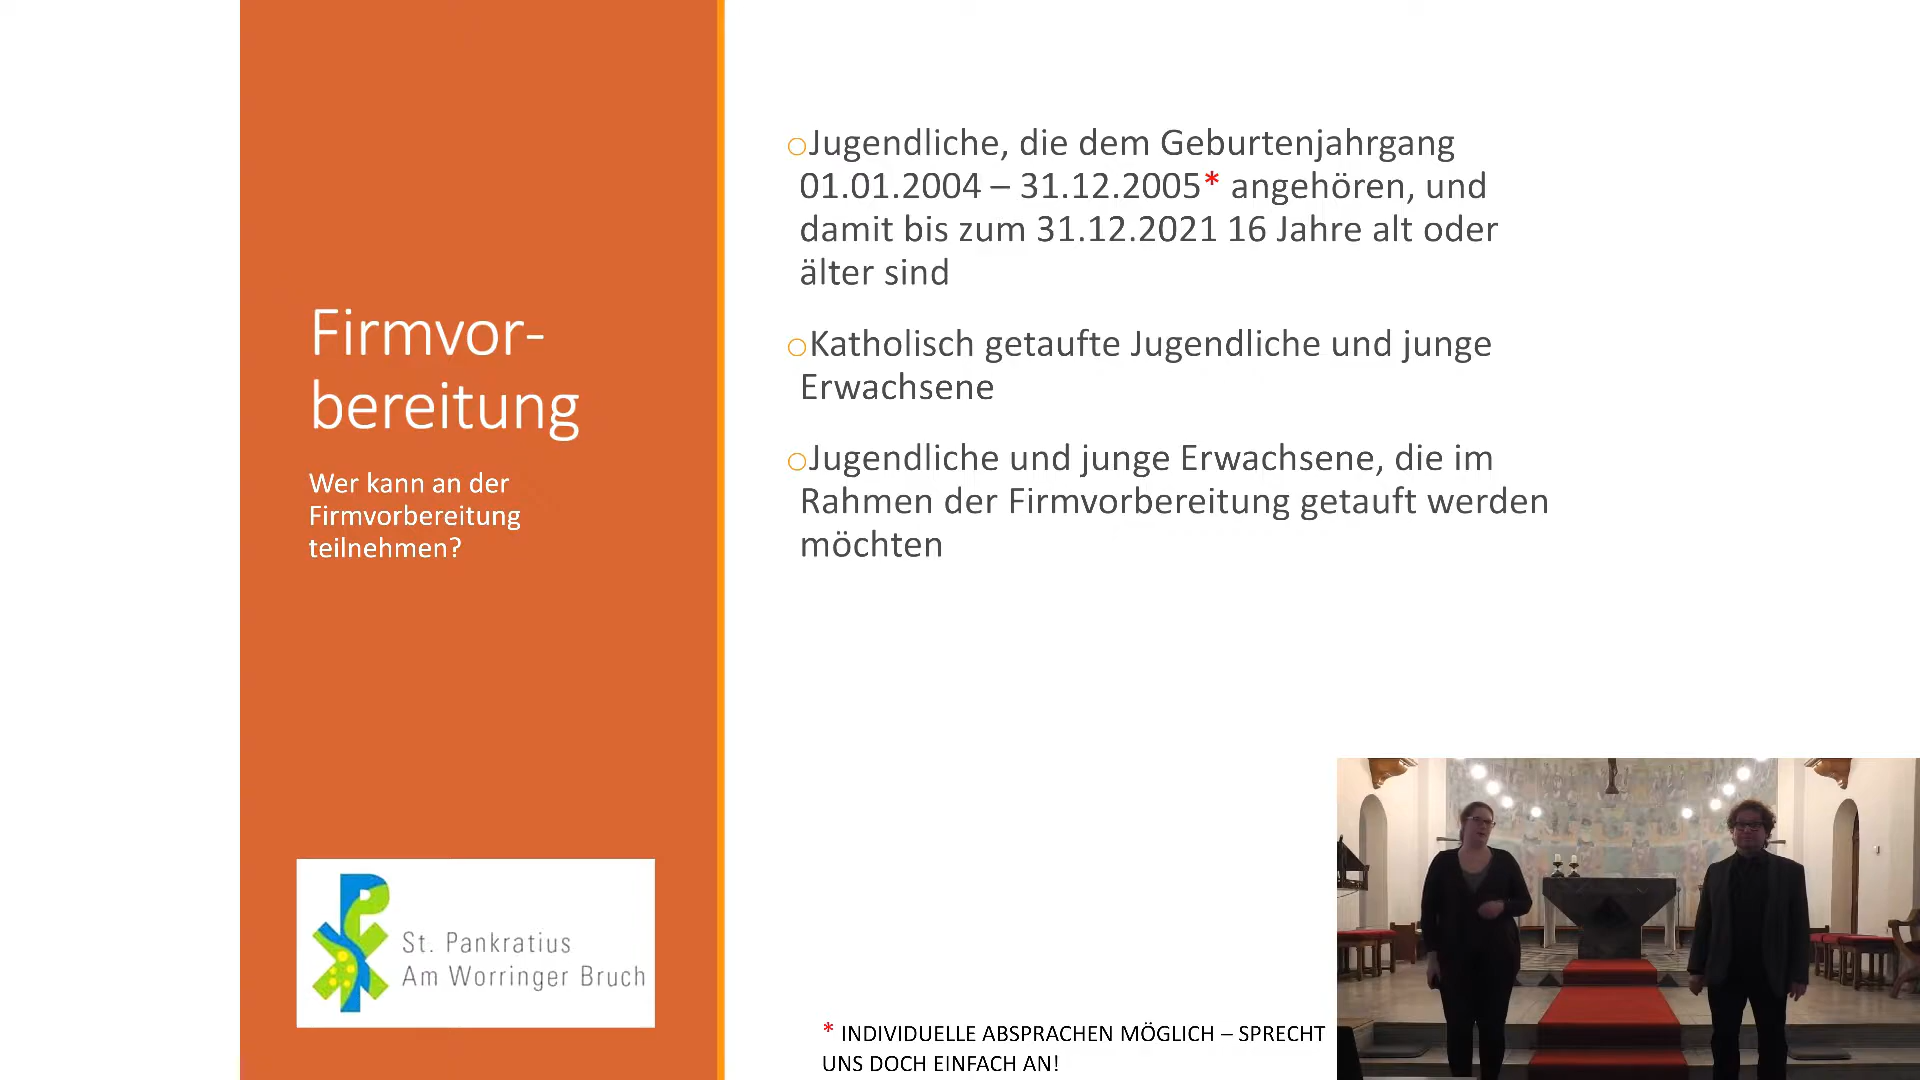 Firmvor-
bereitung
Wer kann an der
Firmvorbereitung
teilnehmen?
St. Pankratius
Am Worringer Bruch
oJugendliche, die dem Geburtenjahrgang
01.01.2004 – 31.12.2005* angehören, und
damit bis zum 31.12.2021 16 Jahre alt oder
älter sind
oKatholisch getaufte Jugendliche und junge
Erwachsene
oJugendliche und junge Erwachsene, die im
Rahmen der Firmvorbereitung getauft werden
möchten
* INDIVIDUELLE ABSPRACHEN MÖGLICH – SPRECHT
UNS DOCH EINFACH AN!